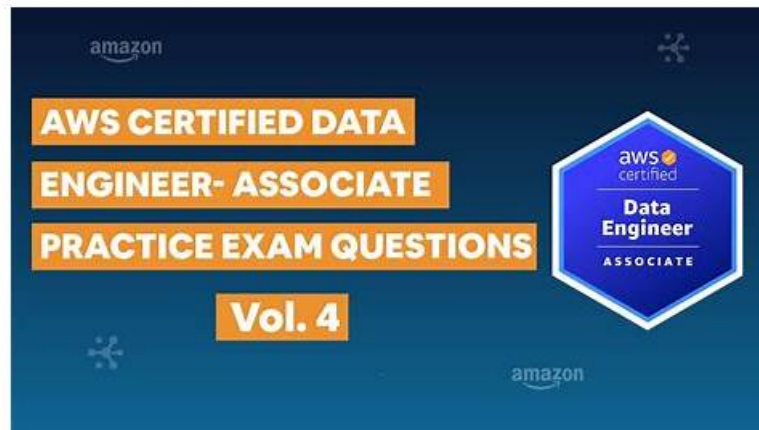 amazon
AWS CERTIFIED DATA
ENGINEER- ASSOCIATE
PRACTICE EXAM QUESTIONS
Vol. 4
aws
certified
Data
Engineer
ASSOCIATE
amazon